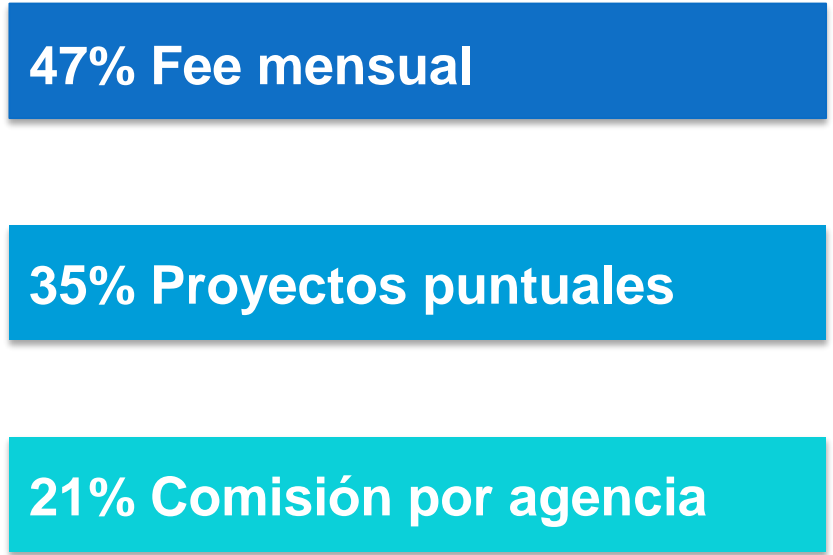 47% Fee mensual
35% Proyectos puntuales
21% Comisión por agencia